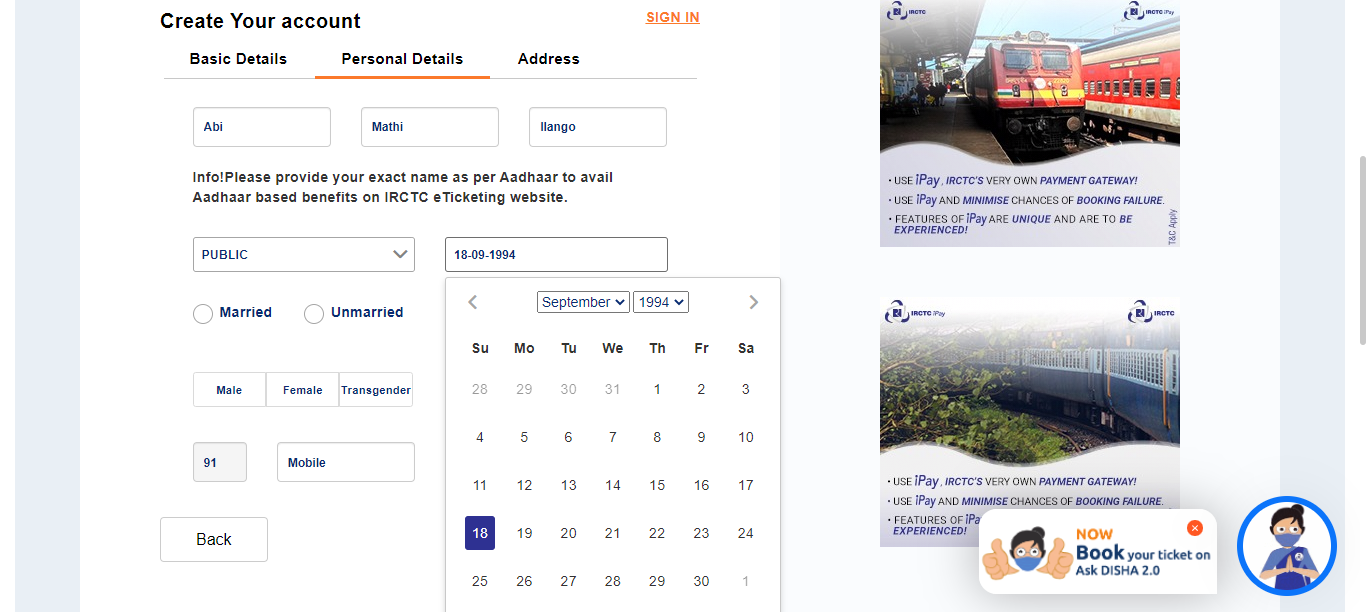 Create Your account
SIGN IN
Basic Details
Personal Details
Address
Abi
Mathi
Ilango
Info!Please provide your exact name as per Aadhaar to avail
Aadhaar based benefits on IRCTC eTicketing website.
PUBLIC
18-09-1994
September 1994
Married
Unmarried
Su Mo Tu We Th Fr Sa
28 29 30 31 1 2 3
4 5 6 7 8 9 10
11 12 13 14 15 16 17
18 19 20 21 22 23 24
25 26 27 28 29 30 1
Male
Female
Transgender
91
Mobile
Back
IRCTC
IRCTC iPay
• USE iPay, IRCTC'S VERY OWN PAYMENT GATEWAY!
• USE iPay AND MINIMISE CHANCES OF BOOKING FAILURE.
• FEATURES OF iPay ARE UNIQUE AND ARE TO BE
EXPERIENCED!
T&C Apply
IRCTC iPay
IRCTC
• USE iPay, IRCTC'S VERY OWN PAYMENT GATEWAY!
• USE iPay AND MINIMISE CHANCES OF BOOKING FAILURE.
• FEATURES OF iPa
EXPERIENCED!
NOW
Book your ticket on
Ask DISHA 2.0